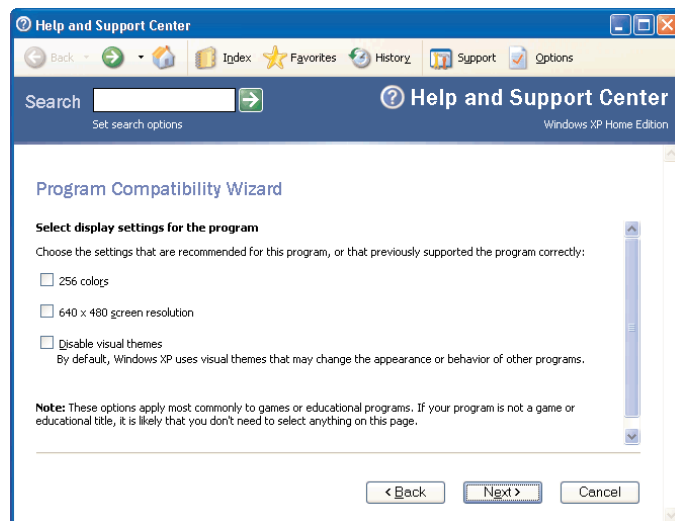 Help and Support Center
Back
Index
Favorites
History
Support
Options
Search
Set search options
Help and Support Center
Windows XP Home Edition
Program Compatibility Wizard
Select display settings for the program
Choose the settings that are recommended for this program, or that previously supported the program correctly:
256 colors
640 x 480 screen resolution
Disable visual themes
By default, Windows XP uses visual themes that may change the appearance or behavior of other programs.
Note: These options apply most commonly to games or educational programs. If your program is not a game or
educational title, it is likely that you don't need to select anything on this page.
< Back
Next >
Cancel